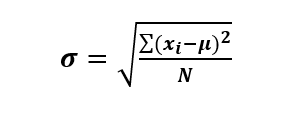 σ = √(Σ(xᵢ−μ)²/N)